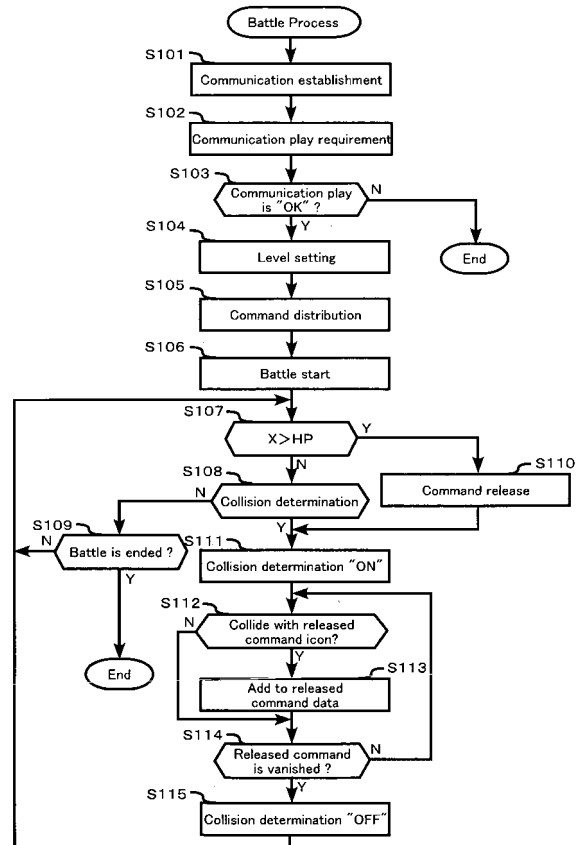 Battle Process
S101
Communication establishment
S102
Communication play requirement
S103
Communication play
is "OK" ?
N
Y
End
S104
Level setting
S105
Command distribution
S106
Battle start
S107
X>HP
Y
N
S110
Command release
S108
Collision determination
N
Y
S109
Battle is ended ?
N
Y
End
S111
Collision determination "ON"
S112
Collide with released
command icon?
N
Y
S113
Add to released
command data
S114
Released command
is vanished ?
N
Y
S115
Collision determination "OFF"